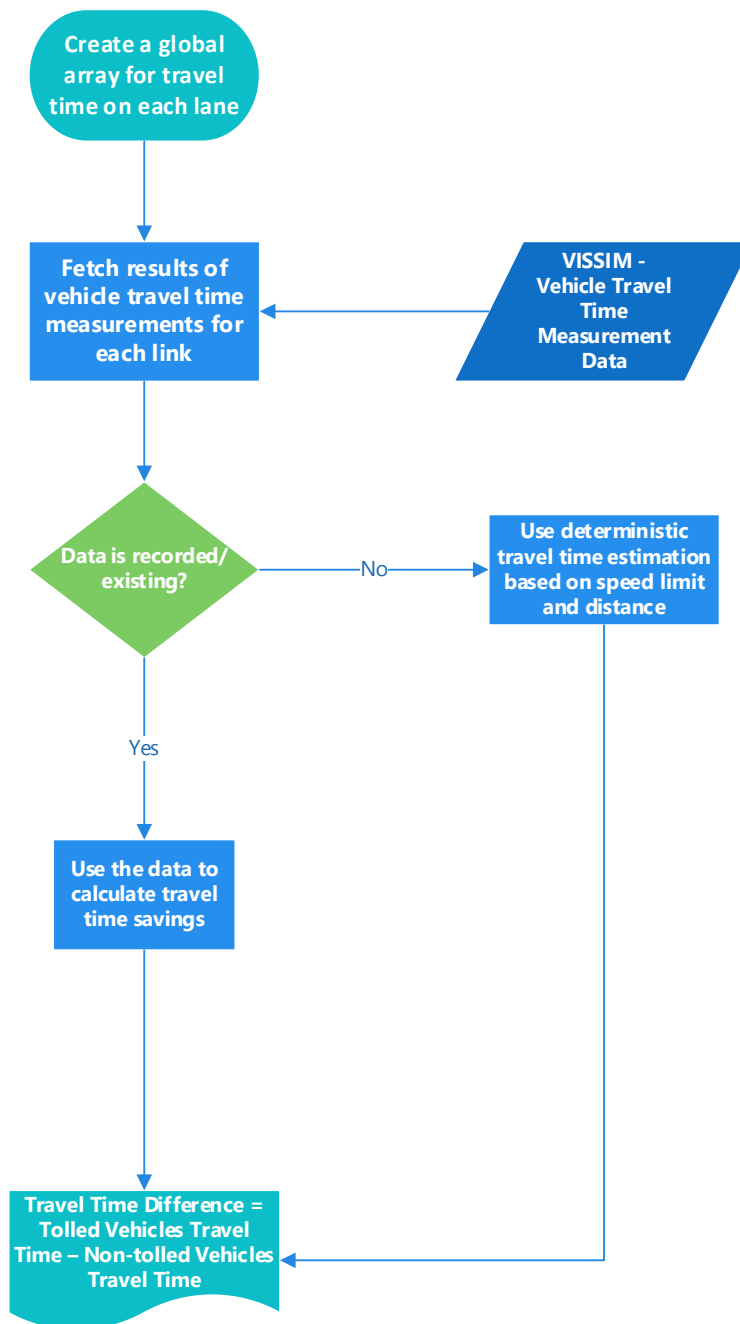 Create a global
array for travel
time on each lane
Fetch results of
vehicle travel time
measurements for
each link
VISSIM -
Vehicle Travel
Time
Measurement
Data
Data is recorded/
existing?
No
Use deterministic
travel time estimation
based on speed limit
and distance
Yes
Use the data to
calculate travel
time savings
Travel Time Difference =
Tolled Vehicles Travel
Time – Non-tolled Vehicles
Travel Time